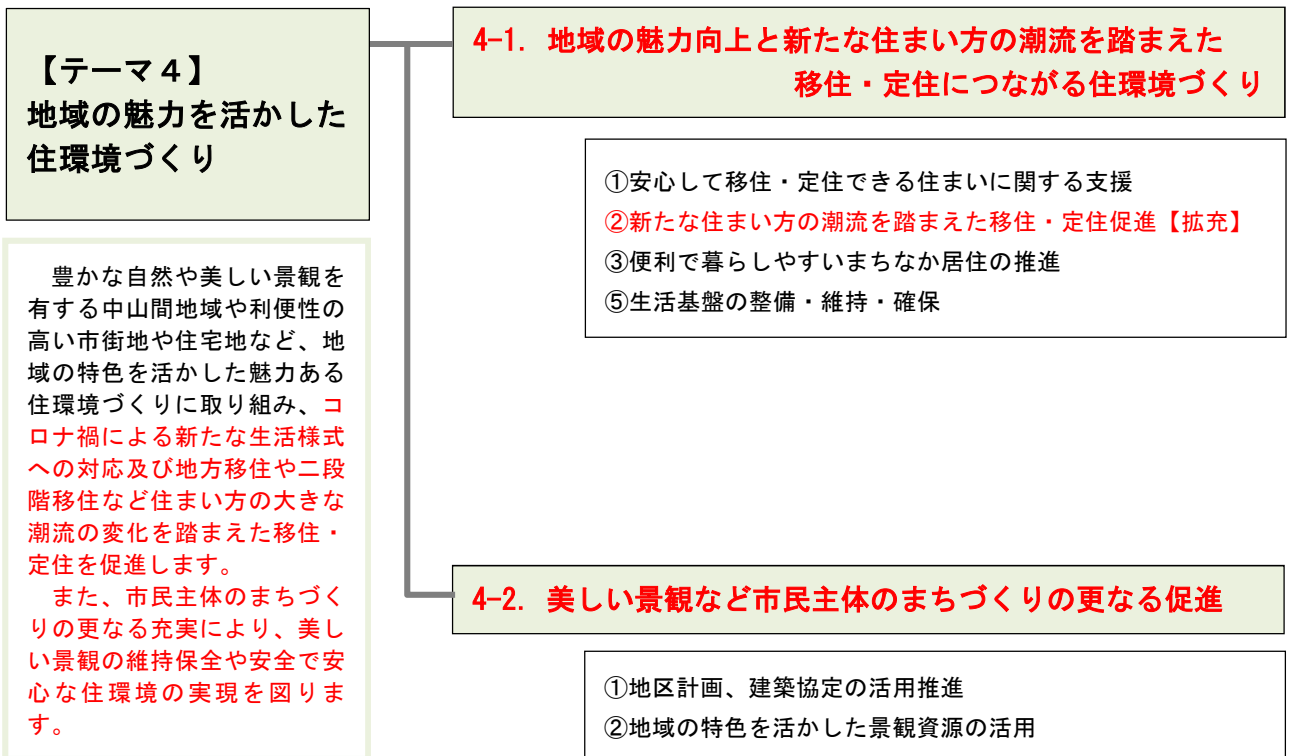 【テーマ４】
地域の魅力を活かした
住環境づくり
豊かな自然や美しい景観を
有する中山間地域や利便性の
高い市街地や住宅地など、地
域の特色を活かした魅力ある
住環境づくりに取り組み、コ
ロナ禍による新たな生活様式
への対応及び地方移住や二段
階移住など住まい方の大きな
潮流の変化を踏まえた移住・
定住を促進します。
また、市民主体のまちづく
りの更なる充実により、美し
い景観の維持保全や安全で安
心な住環境の実現を図りま
す。
4-1. 地域の魅力向上と新たな住まい方の潮流を踏まえた
移住・定住につながる住環境づくり
①安心して移住・定住できる住まいに関する支援
②新たな住まい方の潮流を踏まえた移住・定住促進【拡充】
③便利で暮らしやすいまちなか居住の推進
⑤生活基盤の整備・維持・確保
4-2. 美しい景観など市民主体のまちづくりの更なる促進
①地区計画、建築協定の活用推進
②地域の特色を活かした景観資源の活用